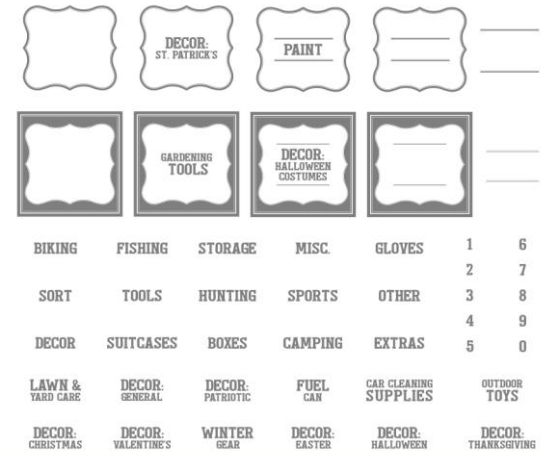 DECOR:
ST. PATRICK'S
PAINT
GARDENING
TOOLS
DECOR:
HALLOWEEN
COSTUMES
BIKING FISHING STORAGE MISC. GLOVES 1 6
2 7
SORT TOOLS HUNTING SPORTS OTHER 3 8
4 9
DECOR SUITCASES BOXES CAMPING EXTRAS 5 0
LAWN & DECOR: DECOR: FUEL CAR CLEANING OUTDOOR
YARD CARE GENERAL PATRIOTIC CAN SUPPLIES TOYS
DECOR: DECOR: WINTER DECOR: DECOR: DECOR:
CHRISTMAS VALENTINE'S GEAR EASTER HALLOWEEN THANKSGIVING